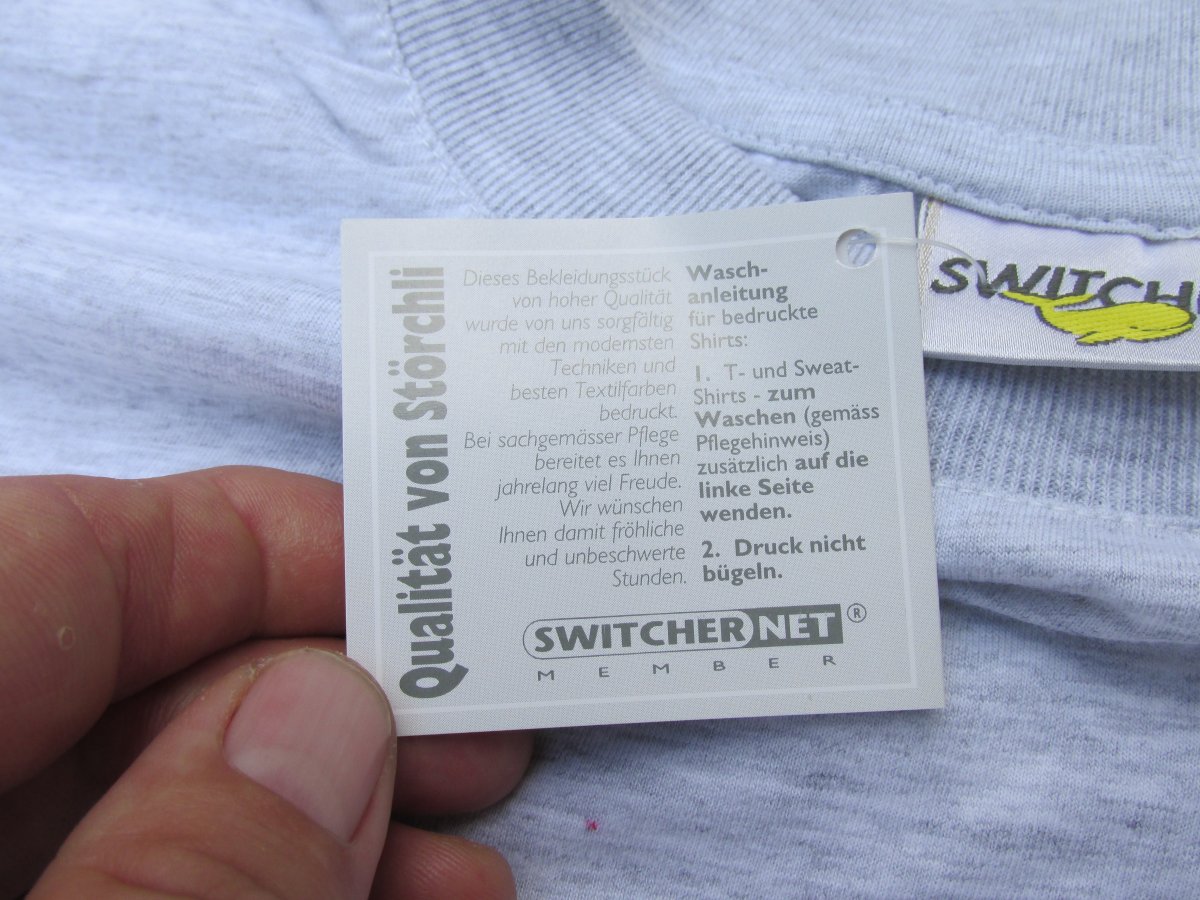 Qualität von Störchli
Dieses Bekleidungsstück
von hoher Qualität
wurde von uns sorgfältig
mit den modernsten
Techniken und
besten Textilfarben
bedruckt.
Bei sachgemässer Pflege
bereitet es Ihnen
jahrelang viel Freude.
Wir wünschen
Ihnen damit fröhliche
und unbeschwerte
Stunden.
Wasch-
anleitung
für bedruckte
Shirts:
1. T- und Sweat-
Shirts - zum
Waschen (gemäss
Pflegehinweis)
zusätzlich auf die
linke Seite
wenden.
2. Druck nicht
bügeln.
SWITCHER NET ®
MEMBER
SWITCHE